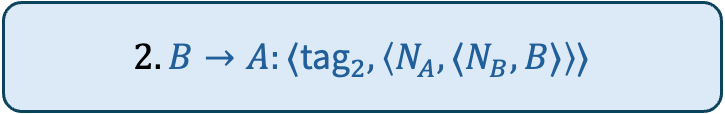 2. B → A: ⟨tag₂, ⟨N_A, ⟨N_B, B⟩⟩⟩